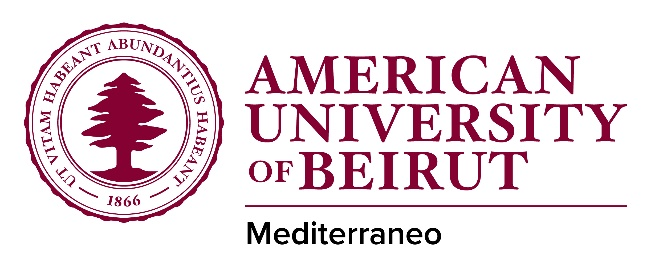 UT VITAM HABEANT ABUNDANTIUS HABEANT
1866
AMERICAN
UNIVERSITY
OF BEIRUT
Mediterraneo